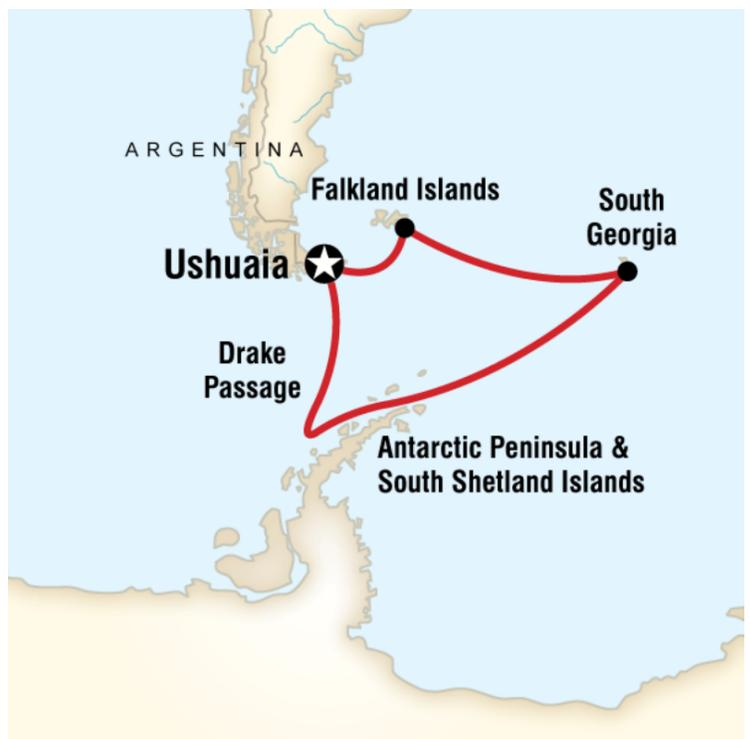 ARGENTINA
Falkland Islands
South
Georgia
Ushuaia
Drake
Passage
Antarctic Peninsula &
South Shetland Islands